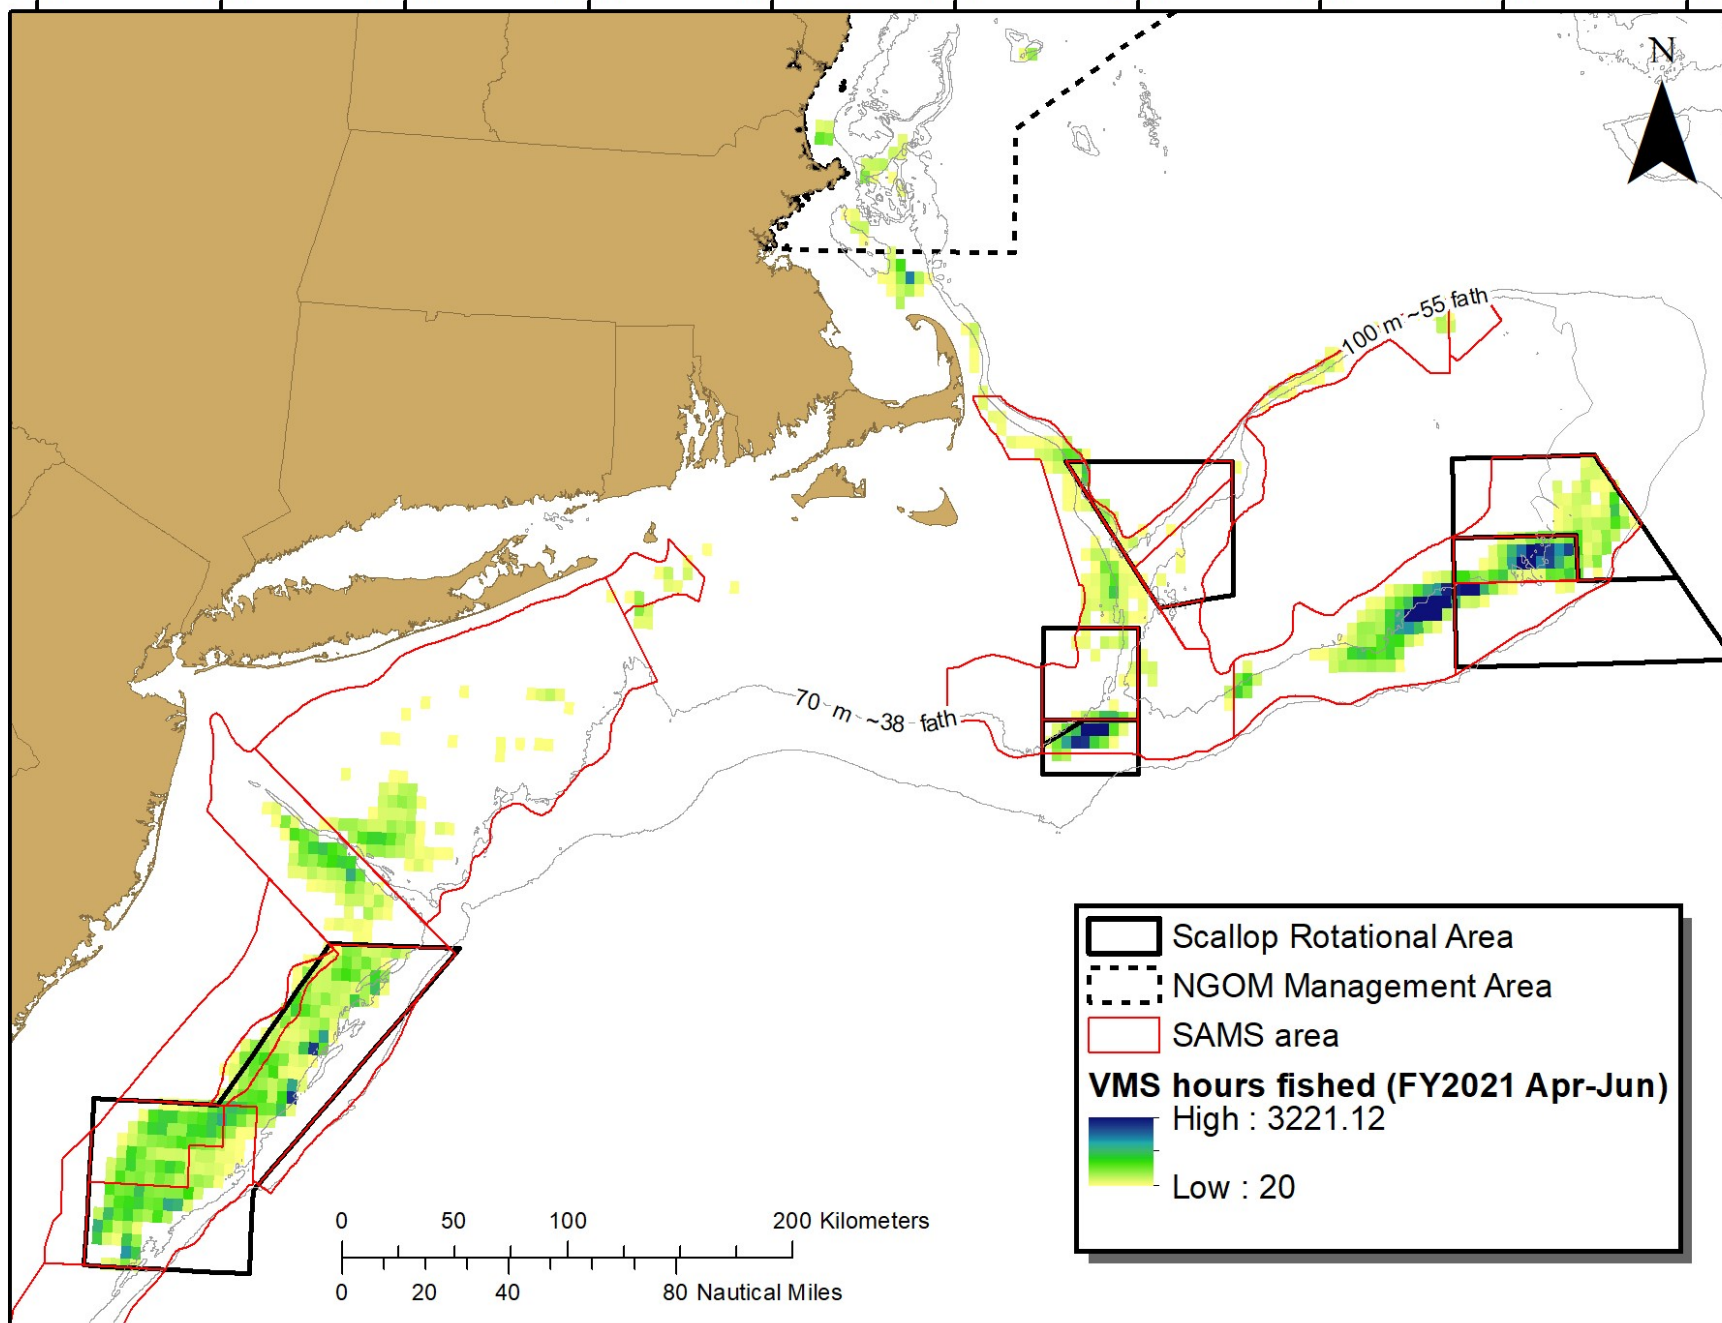 N
100 m ~55 fath
70 m ~38 fath
Scallop Rotational Area
NGOM Management Area
SAMS area
VMS hours fished (FY2021 Apr-Jun)
High : 3221.12
Low : 20
0 50 100 200 Kilometers
0 20 40 80 Nautical Miles